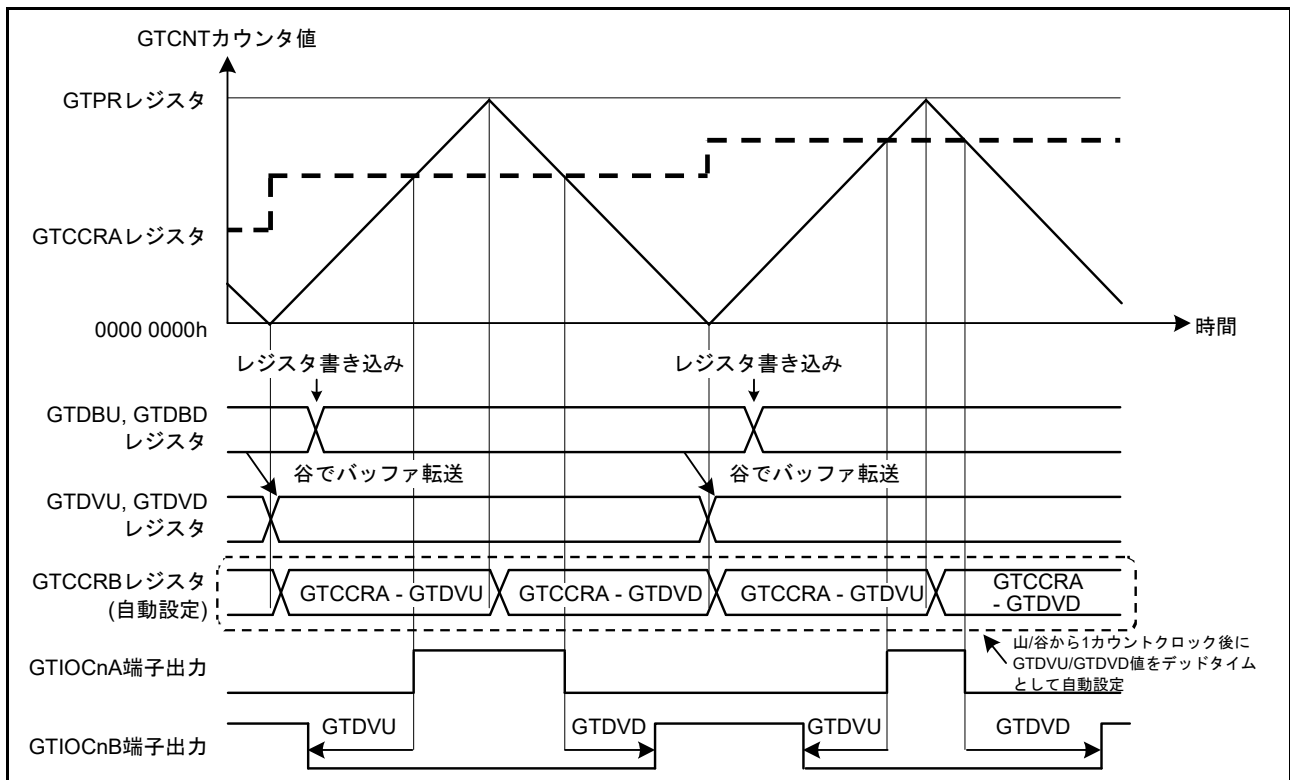 GTCNTカウンタ値
GTPRレジスタ
GTCCRAレジスタ
0000 0000h
時間
レジスタ書き込み
レジスタ書き込み
GTDBU, GTDBD
レジスタ
谷でバッファ転送
谷でバッファ転送
GTDVU, GTDVD
レジスタ
GTCCRBレジスタ
(自動設定)
GTCCRA - GTDVU
GTCCRA - GTDVD
GTCCRA - GTDVU
GTCCRA
- GTDVD
山/谷から1カウントクロック後に
GTDVU/GTDVD値をデッドタイム
として自動設定
GTIOCnA端子出力
GTIOCnB端子出力
GTDVU
GTDVD
GTDVU
GTDVD